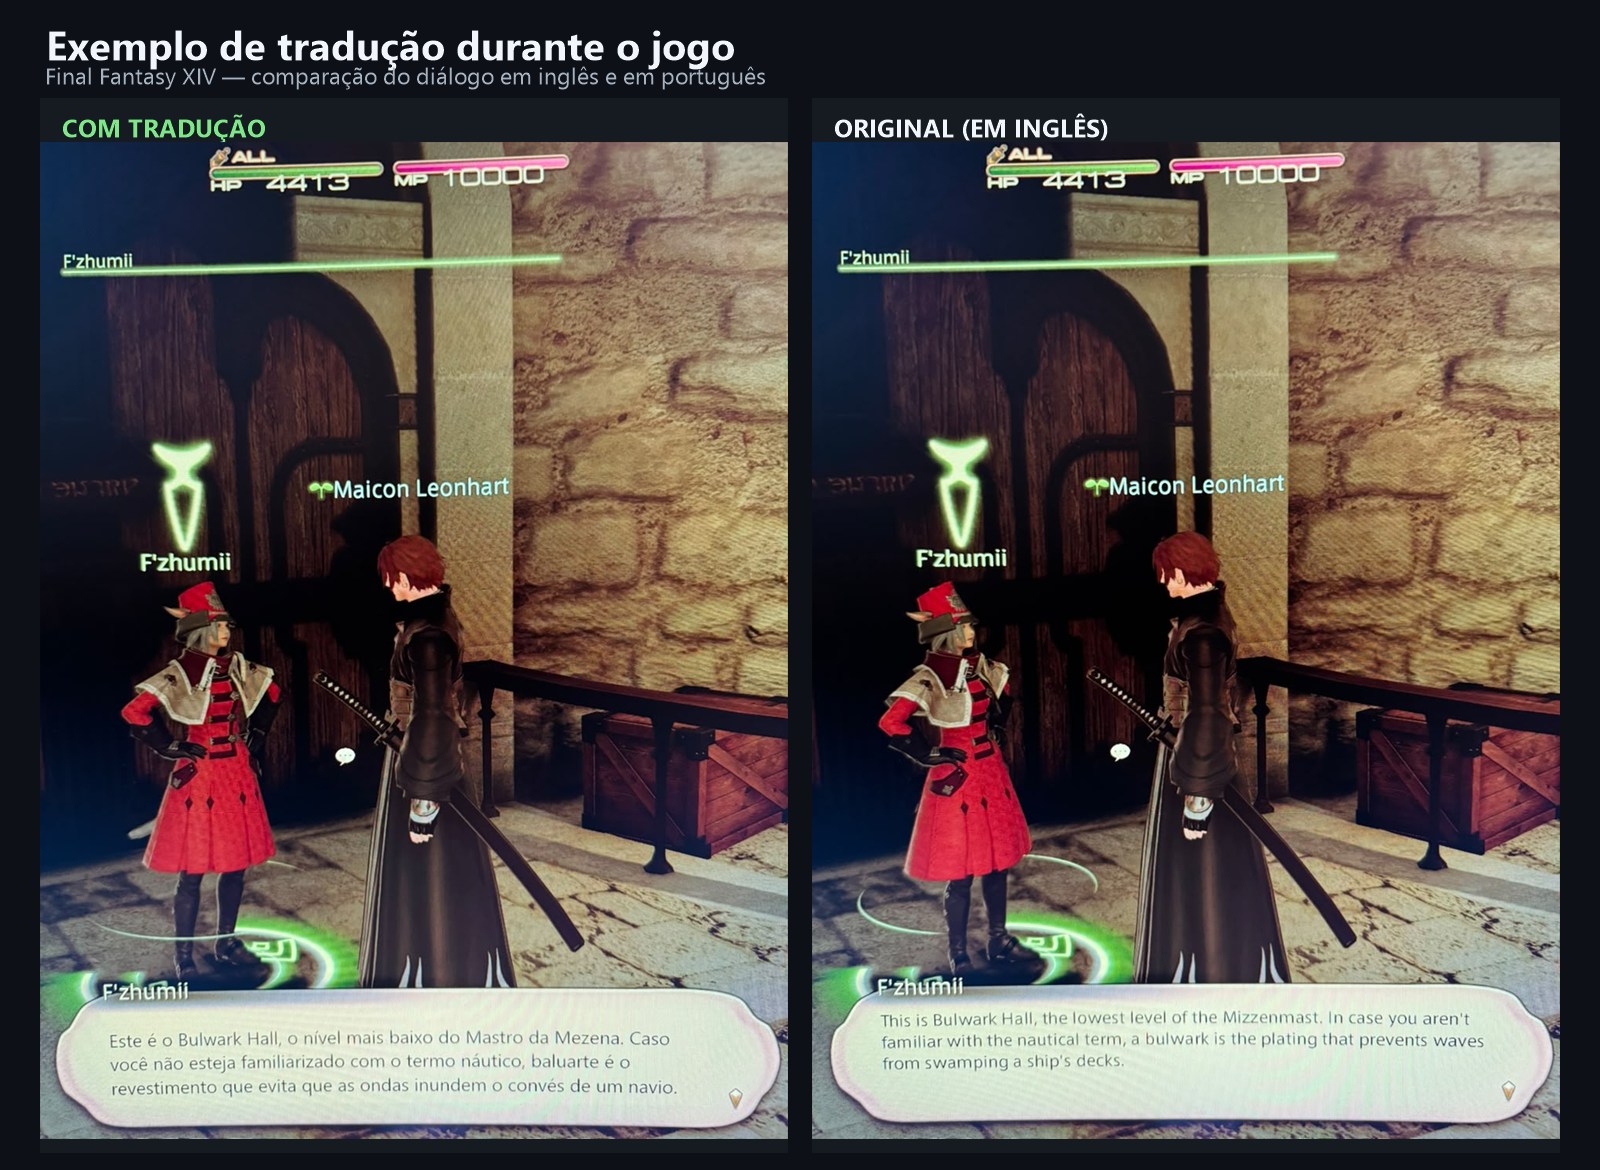 Exemplo de tradução durante o jogo
Final Fantasy XIV — comparação do diálogo em inglês e em português
COM TRADUÇÃO
ALL
HP 4413 MP 10000
F'zhumii
Maicon Leonhart
F'zhumii
F'zhumii
Este é o Bulwark Hall, o nível mais baixo do Mastro da Mezena. Caso
você não esteja familiarizado com o termo náutico, baluarte é o
revestimento que evita que as ondas inundem o convés de um navio.
ORIGINAL (EM INGLÊS)
ALL
HP 4413 MP 10000
F'zhumii
Maicon Leonhart
F'zhumii
F'zhumii
This is Bulwark Hall, the lowest level of the Mizzenmast. In case you aren't
familiar with the nautical term, a bulwark is the plating that prevents waves
from swamping a ship's decks.